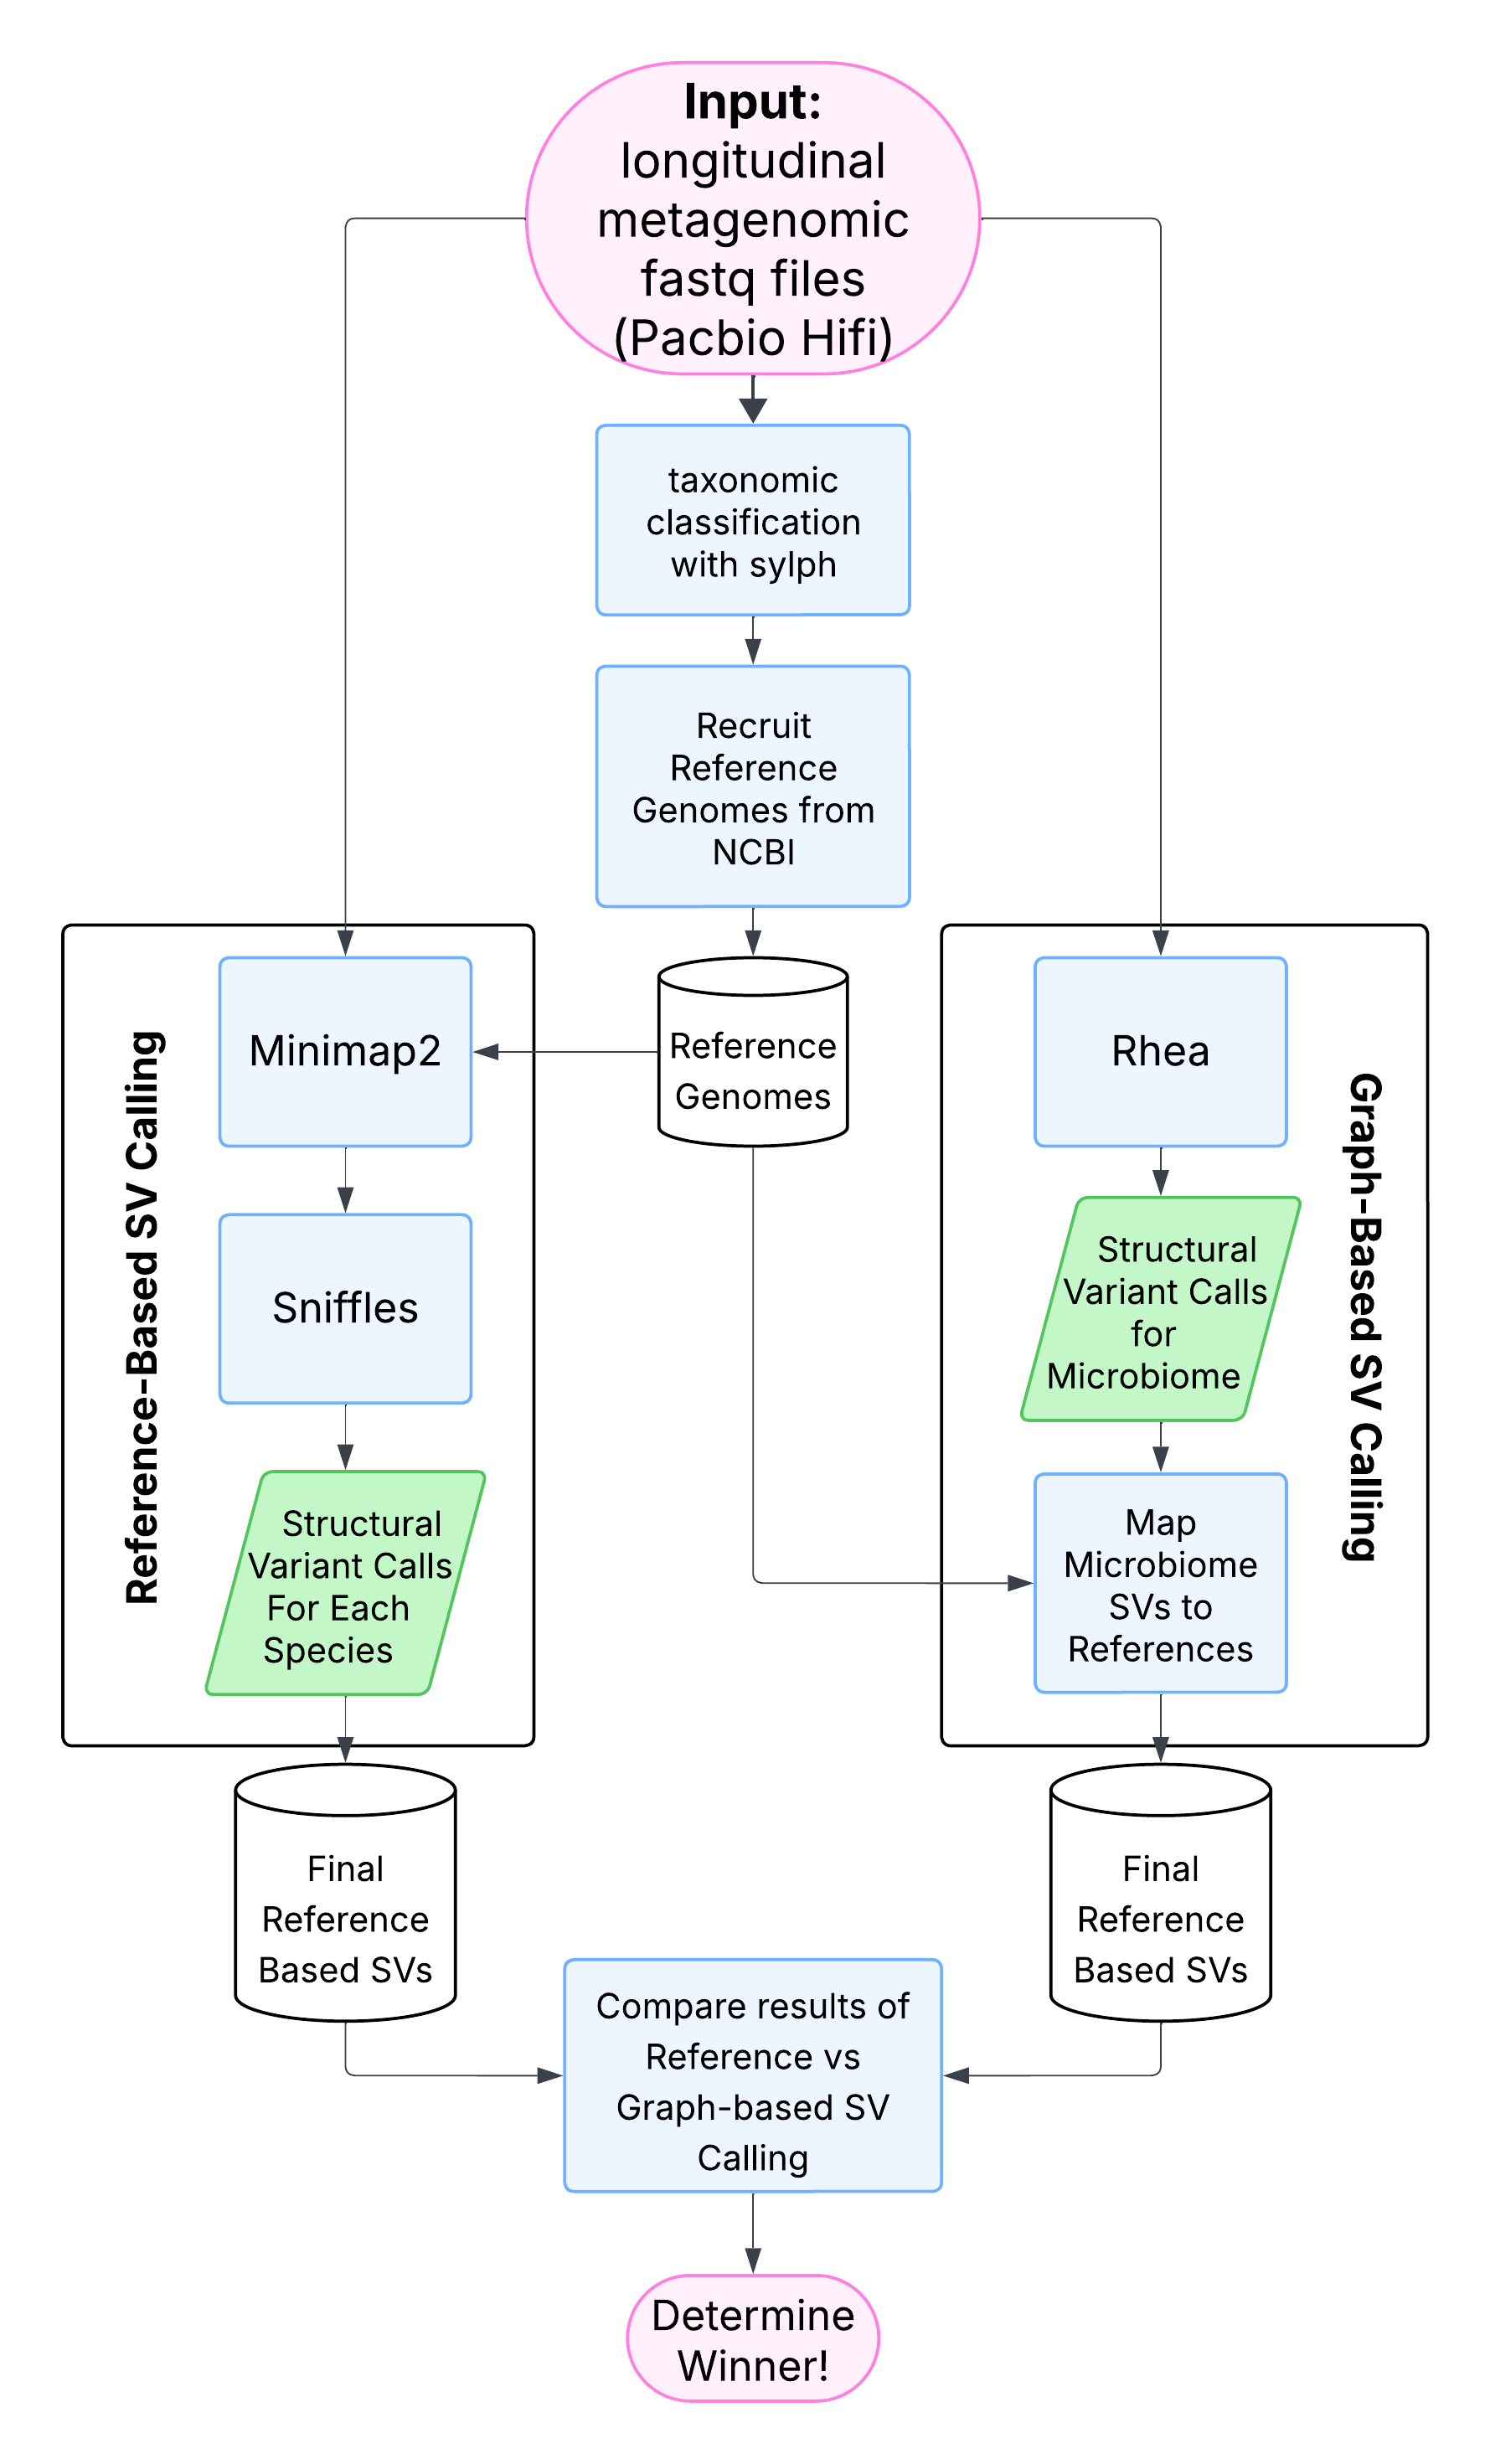 Input:
longitudinal
metagenomic
fastq files
(Pacbio Hifi)
taxonomic
classification
with sylph
Recruit
Reference
Genomes from
NCBI
Reference
Genomes
Reference-Based SV Calling
Minimap2
Sniffles
Structural
Variant Calls
For Each
Species
Final
Reference
Based SVs
Graph-Based SV Calling
Rhea
Structural
Variant Calls
for
Microbiome
Map
Microbiome
SVs to
References
Final
Reference
Based SVs
Compare results of
Reference vs
Graph-based SV
Calling
Determine
Winner!